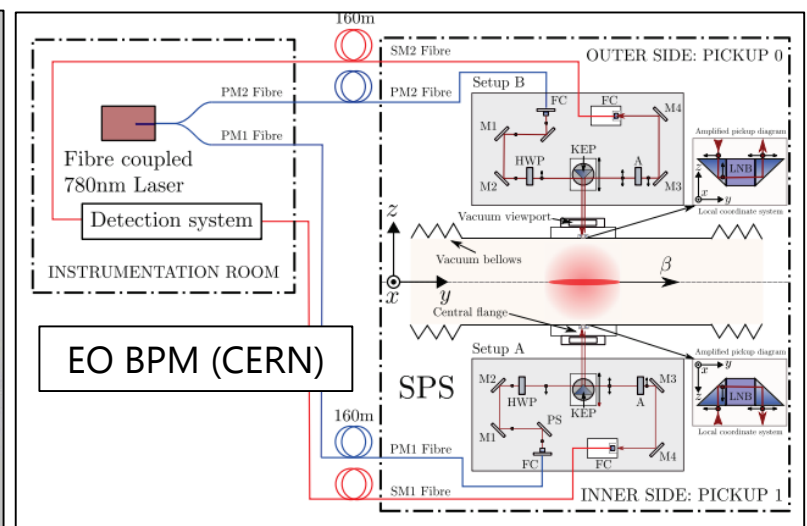 160m
SM2 Fibre
OUTER SIDE: PICKUP 0
PM2 Fibre
PM2 Fibre
PM1 Fibre
Fibre coupled
780nm Laser
Detection system
INSTRUMENTATION ROOM
Setup B
FC
FC
M4
M1
KEP
HWP
A
M2
M3
Amplified pickup diagram
LNB
z
x
y
Local coordinate system
Vacuum viewport
z
x
y
Vacuum bellows
β
Central flange
EO BPM (CERN)
SPS
Setup A
M2
M3
HWP
KEP
A
PS
M1
FC
FC
M4
Amplified pickup diagram
x
y
z
LNB
Local coordinate system
160m
PM1 Fibre
SM1 Fibre
INNER SIDE: PICKUP 1